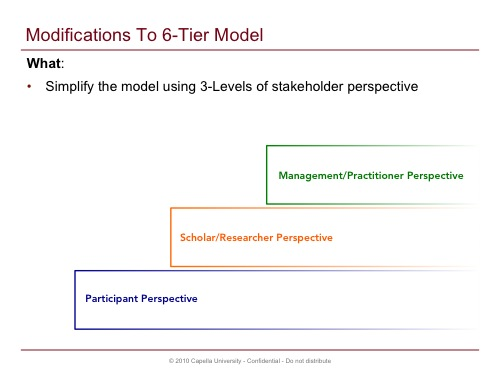 Modifications To 6-Tier Model
What:
• Simplify the model using 3-Levels of stakeholder perspective
Management/Practitioner Perspective
Scholar/Researcher Perspective
Participant Perspective
© 2010 Capella University - Confidential - Do not distribute